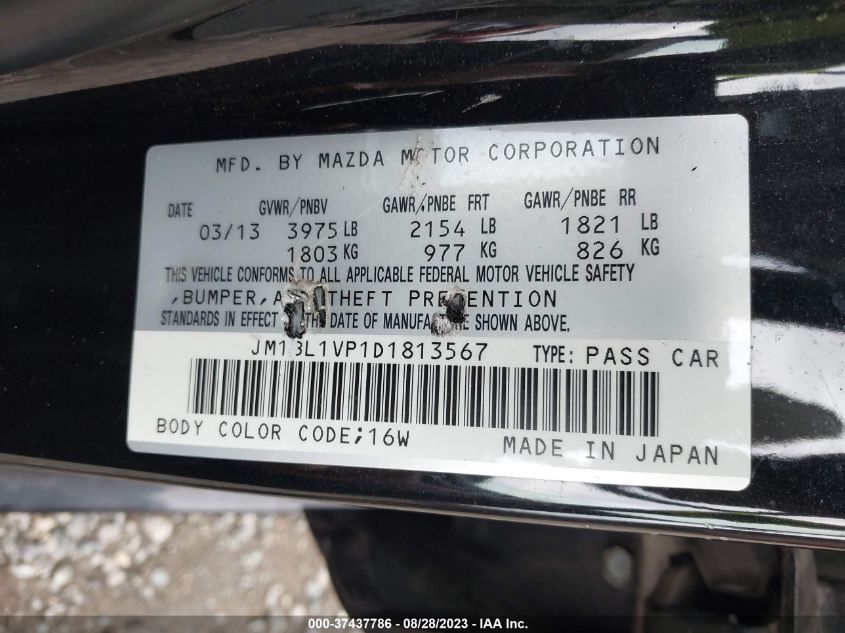 MFD. BY MAZDA MOTOR CORPORATION
DATE GVWR/PNBV GAWR/PNBE FRT GAWR/PNBE RR
03/13 3975 LB 2154 LB 1821 LB
1803 KG 977 KG 826 KG
THIS VEHICLE CONFORMS TO ALL APPLICABLE FEDERAL MOTOR VEHICLE SAFETY
,BUMPER, THEFT PREVENTION
STANDARDS IN EFFECT THE DATE OF MANUFACTURE SHOWN ABOVE.
JM1BL1VP1D1813567 TYPE: PASS CAR
BODY COLOR CODE;16W MADE IN JAPAN
000-37437786 - 08/28/2023 - IAA Inc.